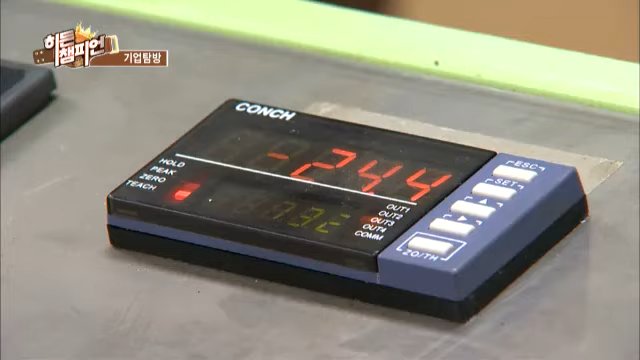 히든
챔피언
기업탐방
CONCH
-244
HOLD
PEAK
ZERO
TEACH
OUT1
OUT2
OUT3
OUT4
COMM
ESC
SET
▲
▶
ZO/TH